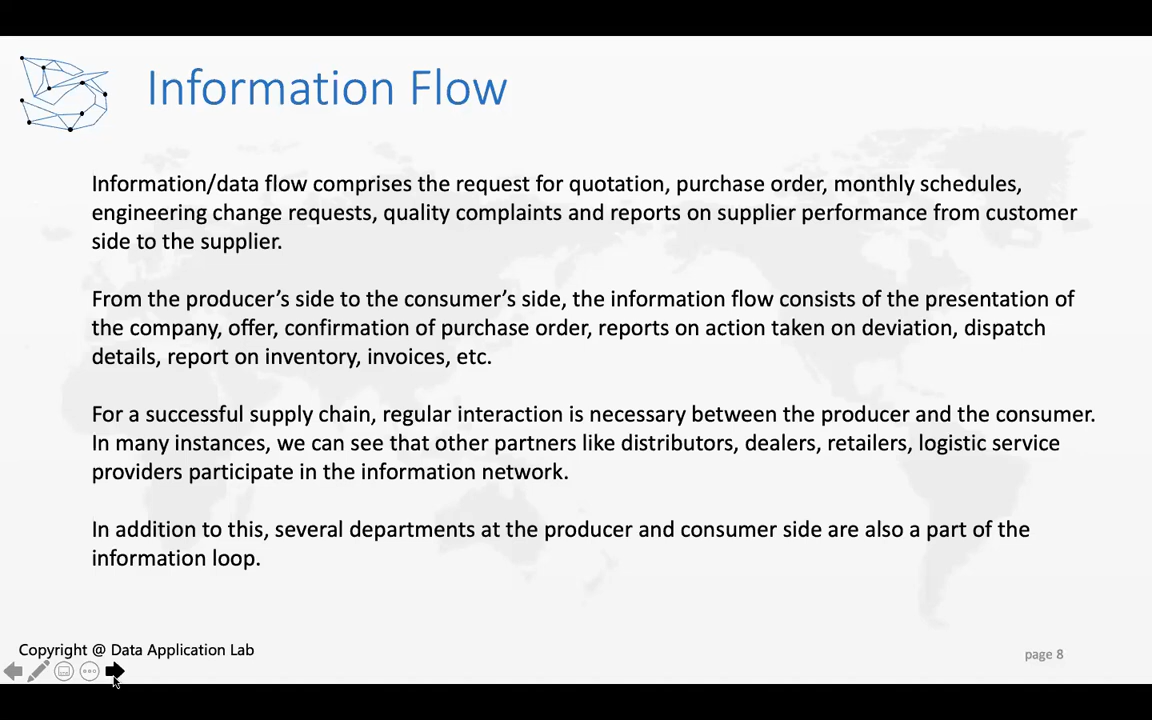 Information Flow
Information/data flow comprises the request for quotation, purchase order, monthly schedules,
engineering change requests, quality complaints and reports on supplier performance from customer
side to the supplier.
From the producer’s side to the consumer’s side, the information flow consists of the presentation of
the company, offer, confirmation of purchase order, reports on action taken on deviation, dispatch
details, report on inventory, invoices, etc.
For a successful supply chain, regular interaction is necessary between the producer and the consumer.
In many instances, we can see that other partners like distributors, dealers, retailers, logistic service
providers participate in the information network.
In addition to this, several departments at the producer and consumer side are also a part of the
information loop.
Copyright @ Data Application Lab
page 8